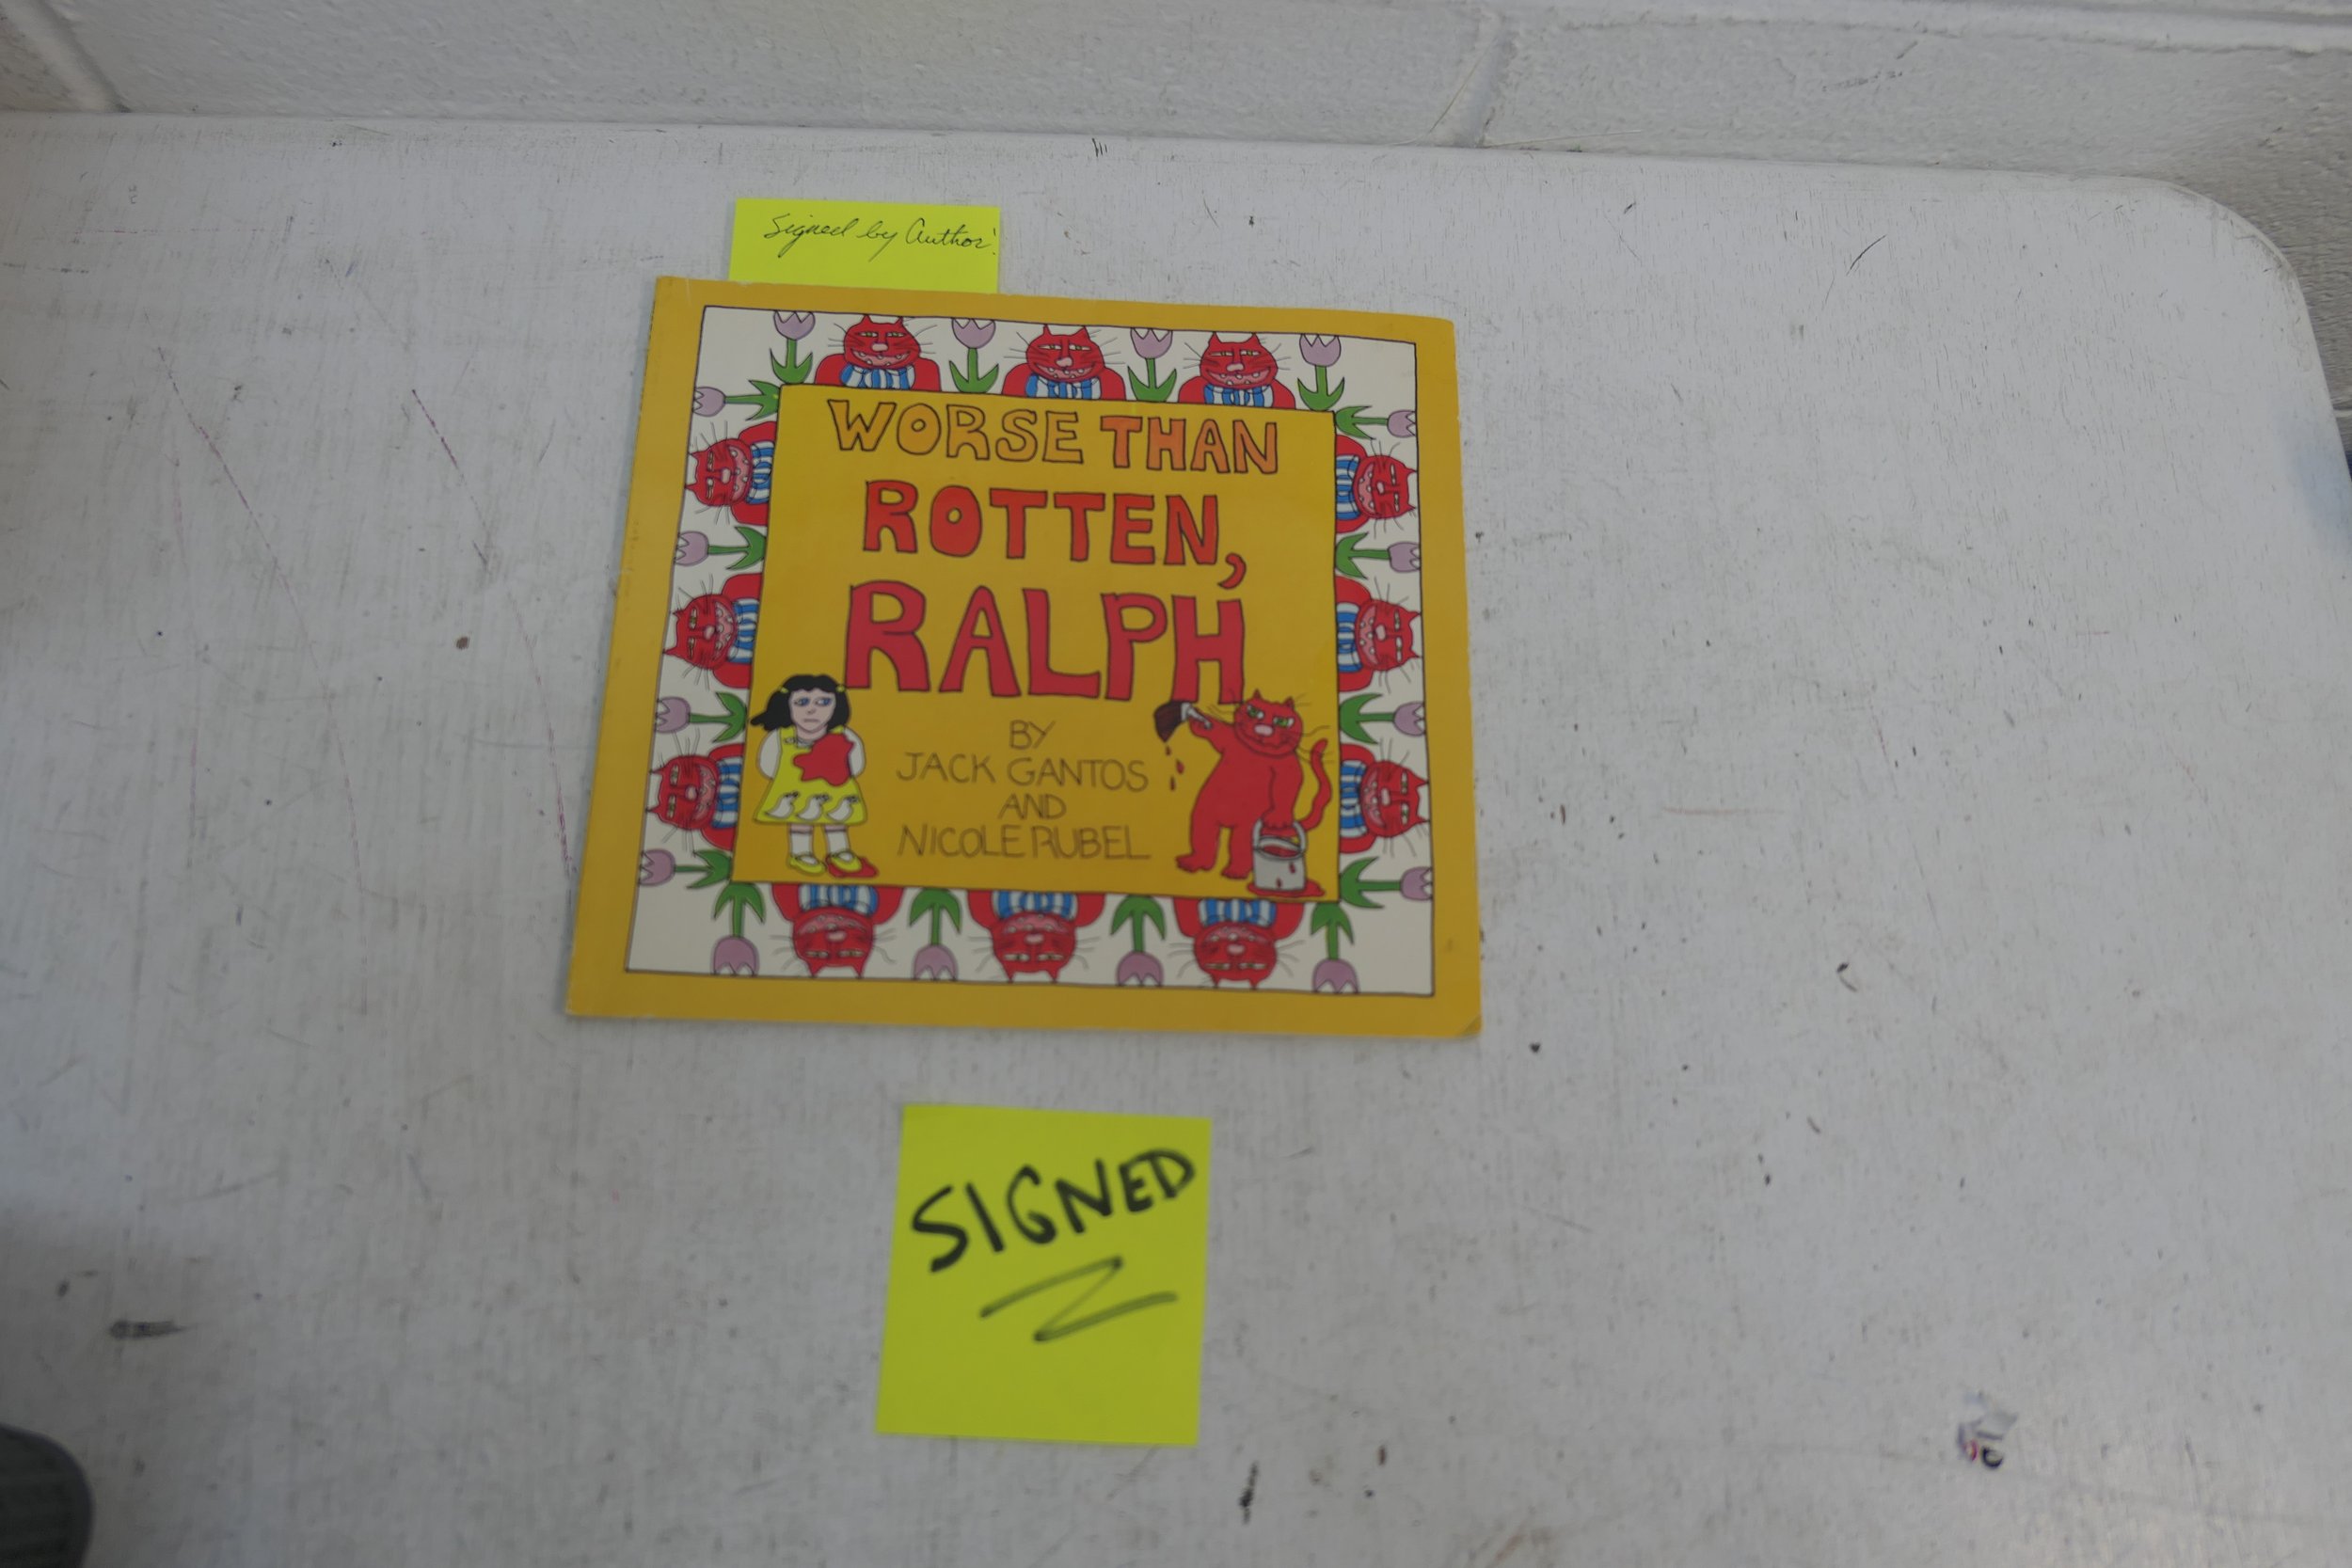 Signed by Author!
WORSE THAN
ROTTEN,
RALPH
BY
JACK GANTOS
AND
NICOLE RUBEL
SIGNED